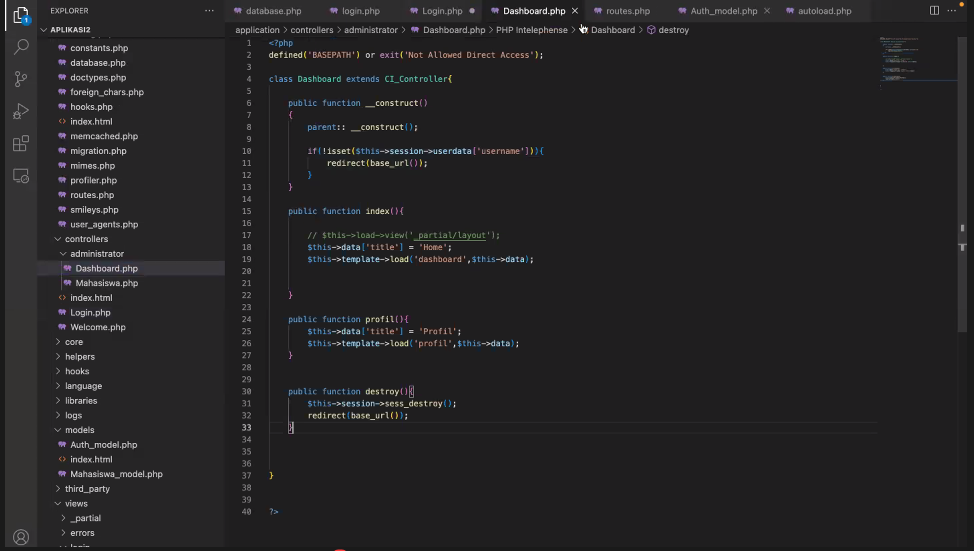 EXPLORER
APLIKASI2
constants.php
database.php
doctypes.php
foreign_chars.php
hooks.php
index.html
memcached.php
migration.php
mimes.php
profiler.php
routes.php
smileys.php
user_agents.php
controllers
administrator
Dashboard.php
Mahasiswa.php
index.html
Login.php
Welcome.php
core
helpers
hooks
language
libraries
logs
models
Auth_model.php
index.html
Mahasiswa_model.php
third_party
views
_partial
errors
login
database.php login.php Login.php Dashboard.php routes.php Auth_model.php autoload.php
application > controllers > administrator > Dashboard.php > PHP Intelephense > Dashboard > destroy
1 <?php
2 defined('BASEPATH') or exit('Not Allowed Direct Access');
3
4 class Dashboard extends CI_Controller{
5
6 public function __construct()
7 {
8 parent:: __construct();
9
10 if(!isset($this->session->userdata['username'])){
11 redirect(base_url());
12 }
13 }
14
15 public function index(){
16
17 // $this->load->view('_partial/layout');
18 $this->data['title'] = 'Home';
19 $this->template->load('dashboard',$this->data);
20
21
22 }
23
24 public function profil(){
25 $this->data['title'] = 'Profil';
26 $this->template->load('profil',$this->data);
27 }
28
29
30 public function destroy(){
31 $this->session->sess_destroy();
32 redirect(base_url());
33 }
34
35
36
37 }
38
39
40 ?>